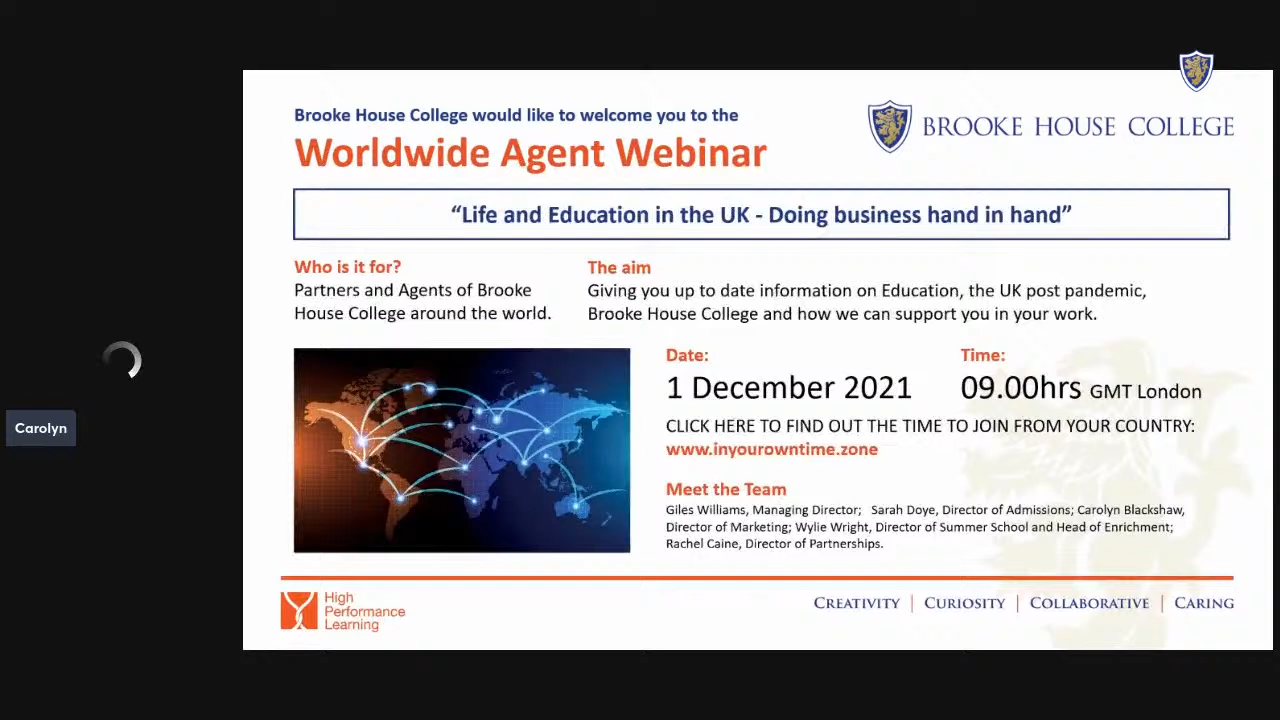 Brooke House College would like to welcome you to the
Worldwide Agent Webinar
BROOKE HOUSE COLLEGE
“Life and Education in the UK - Doing business hand in hand”
Who is it for?
Partners and Agents of Brooke
House College around the world.
The aim
Giving you up to date information on Education, the UK post pandemic,
Brooke House College and how we can support you in your work.
Date:
1 December 2021
Time:
09.00hrs GMT London
CLICK HERE TO FIND OUT THE TIME TO JOIN FROM YOUR COUNTRY:
www.inyourowntime.zone
Carolyn
Meet the Team
Giles Williams, Managing Director; Sarah Doye, Director of Admissions; Carolyn Blackshaw,
Director of Marketing; Wylie Wright, Director of Summer School and Head of Enrichment;
Rachel Caine, Director of Partnerships.
High
Performance
Learning
CREATIVITY | CURIOSITY | COLLABORATIVE | CARING